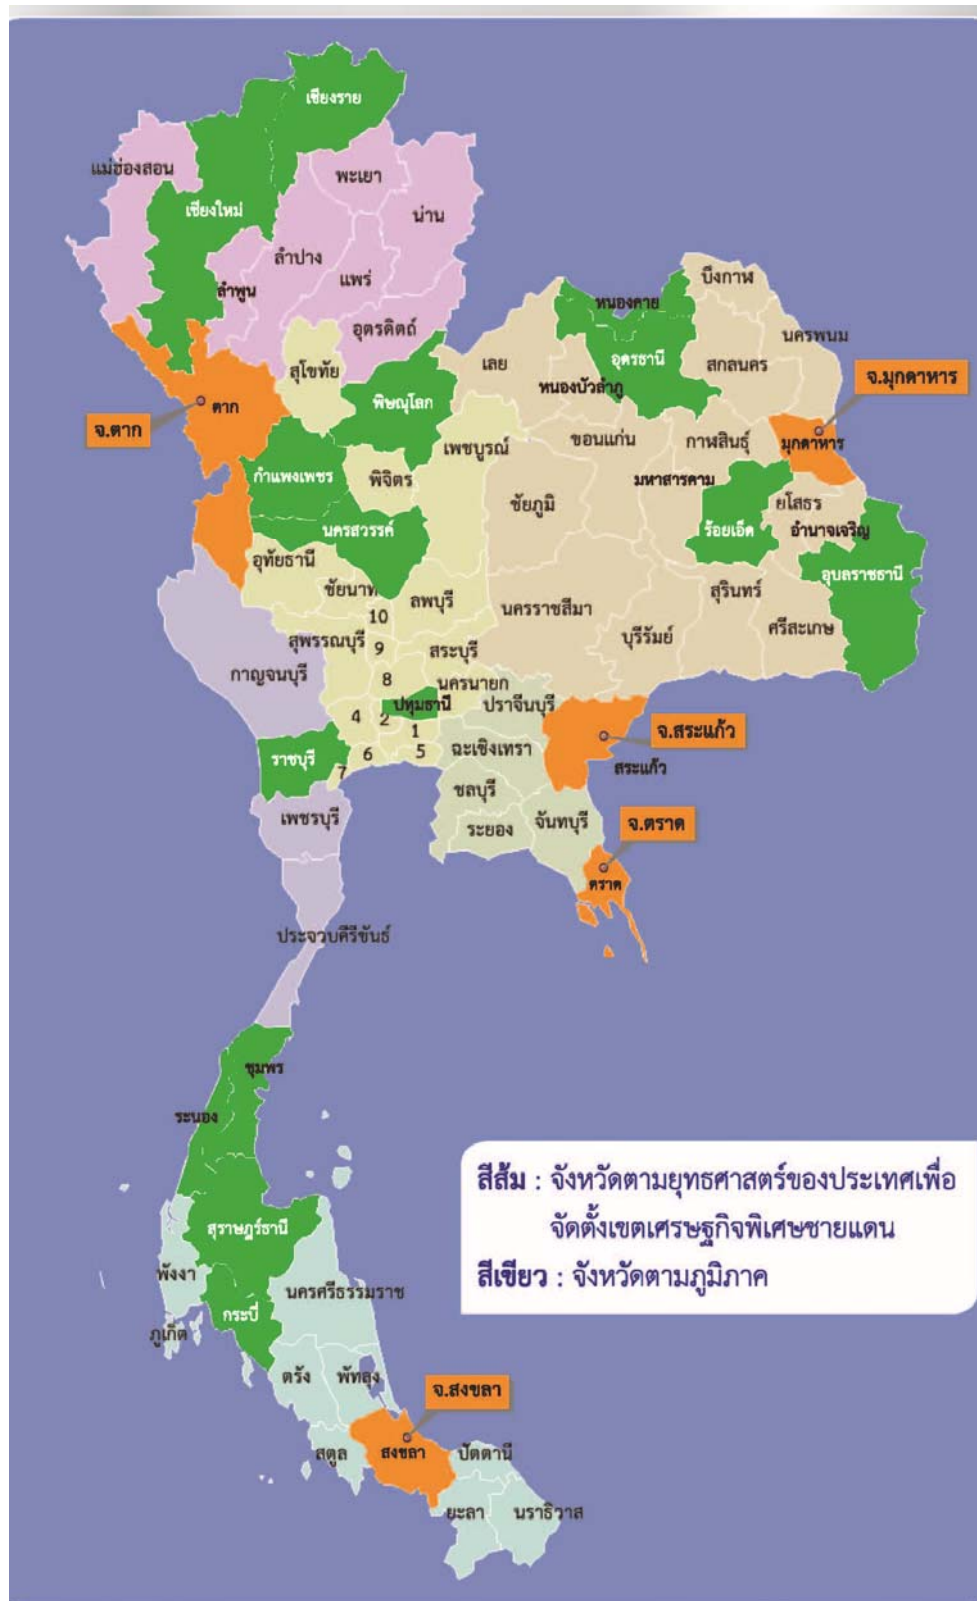 เชียงราย
แม่ฮ่องสอน
พะเยา
เชียงใหม่
น่าน
ลำปาง
ลำพูน
แพร่
อุตรดิตถ์
บึงกาฬ
หนองคาย
นครพนม
สุโขทัย
เลย
อุดรธานี
สกลนคร
หนองบัวลำภู
จ.มุกดาหาร
พิษณุโลก
ตาก
จ.ตาก
เพชบูรณ์
ขอนแก่น
กาฬสินธุ์
มุกดาหาร
กำแพงเพชร
พิจิตร
มหาสารคาม
ชัยภูมิ
ยโสธร
นครสวรรค์
ร้อยเอ็ด
อำนาจเจริญ
อุทัยธานี
อุบลราชธานี
ชัยนาท
ลพบุรี
นครราชสีมา
สุรินทร์
10
สุพรรณบุรี
บุรีรัมย์
ศรีสะเกษ
9
สระบุรี
กาญจนบุรี
8
นครนายก
ปทุมธานี
ปราจีนบุรี
4
2
1
จ.สระแก้ว
ราชบุรี
6
5
ฉะเชิงเทรา
7
สระแก้ว
ชลบุรี
เพชรบุรี
ระยอง
จันทบุรี
จ.ตราด
ตราด
ประจวบคีรีขันธ์
ชุมพร
ระนอง
สีส้ม : จังหวัดตามยุทธศาสตร์ของประเทศเพื่อ
จัดตั้งเขตเศรษฐกิจพิเศษชายแดน
สีเขียว : จังหวัดตามภูมิภาค
สุราษฎร์ธานี
พังงา
นครศรีธรรมราช
กระบี่
ภูเก็ต
ตรัง
พัทลุง
จ.สงขลา
สตูล
สงขลา
ปัตตานี
ยะลา
นราธิวาส